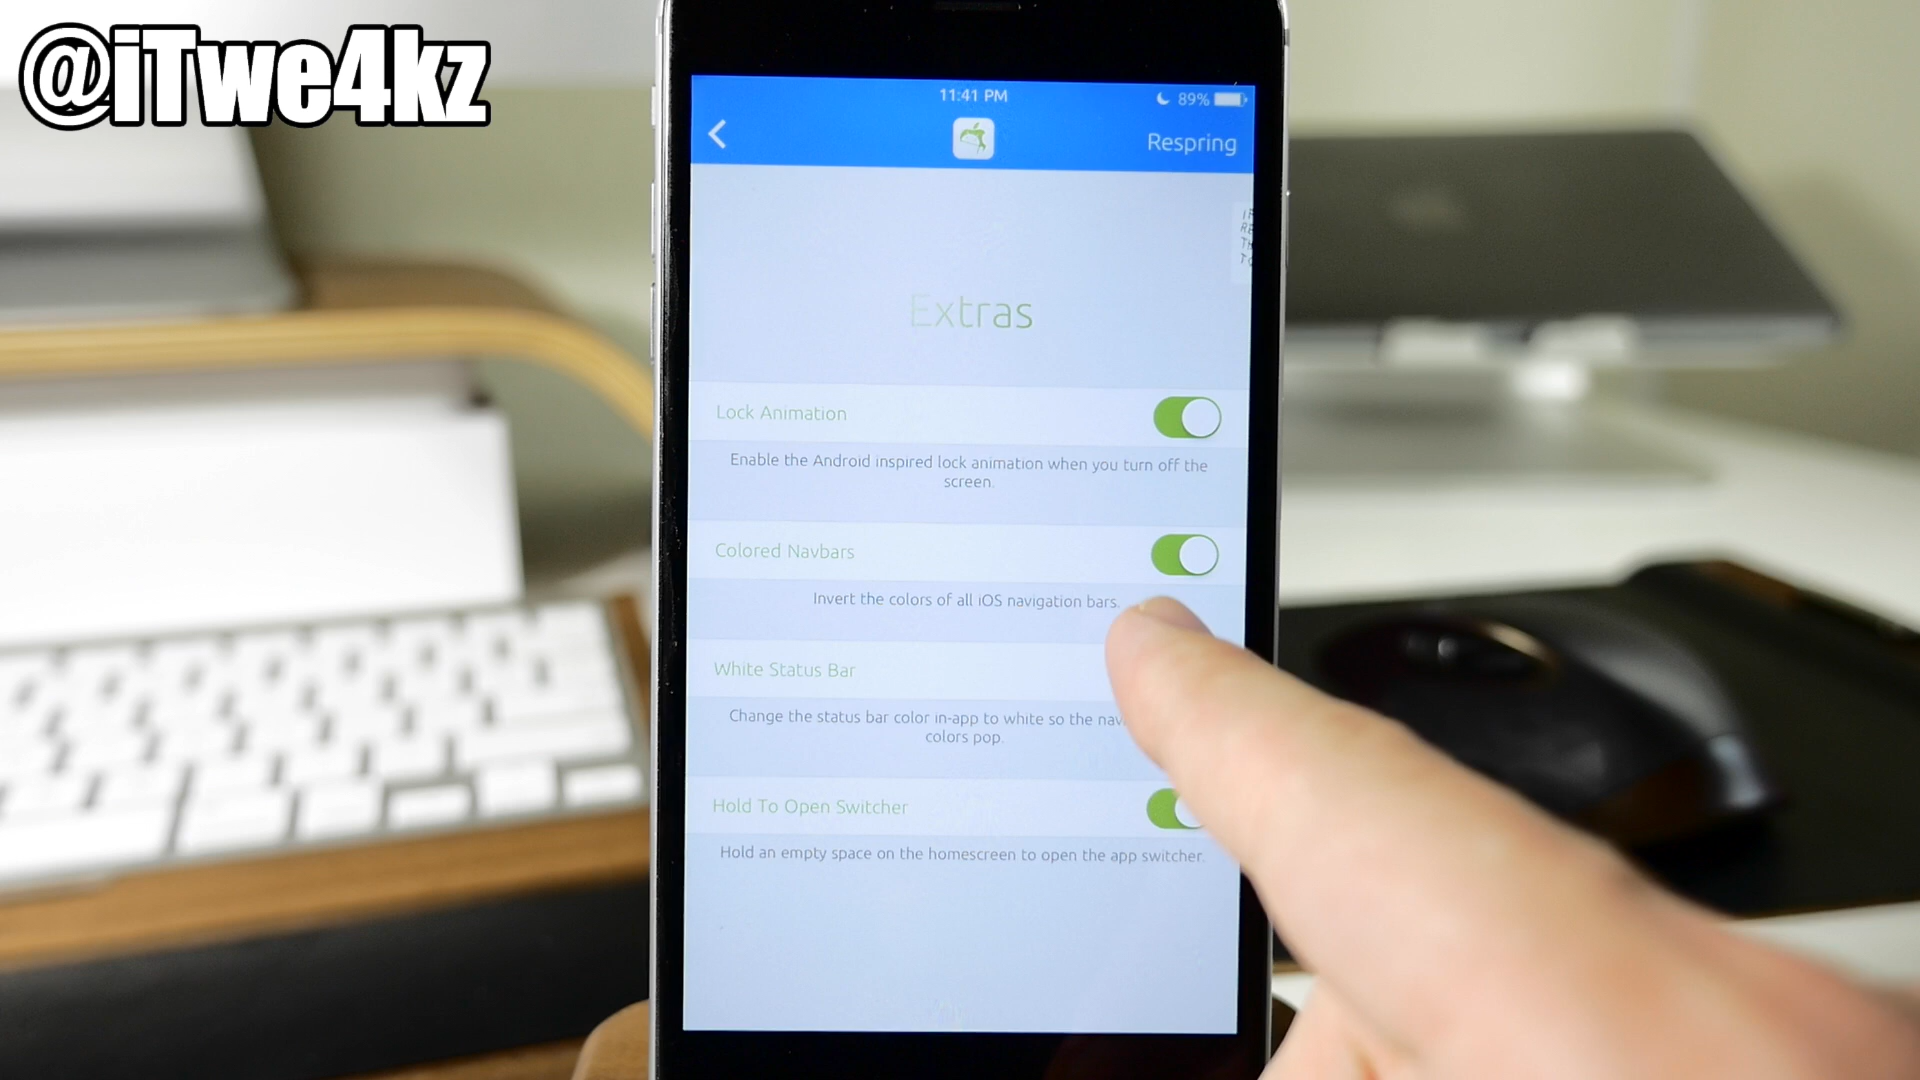 @iTwe4kz
11:41 PM
89%
Respring
Extras
Lock Animation
Enable the Android inspired lock animation when you turn off the
screen.
Colored Navbars
Invert the colors of all iOS navigation bars.
White Status Bar
Change the status bar color in-app to white so the
colors pop.
Hold To Open Switcher
Hold an empty space on the homescreen to open the app switcher.